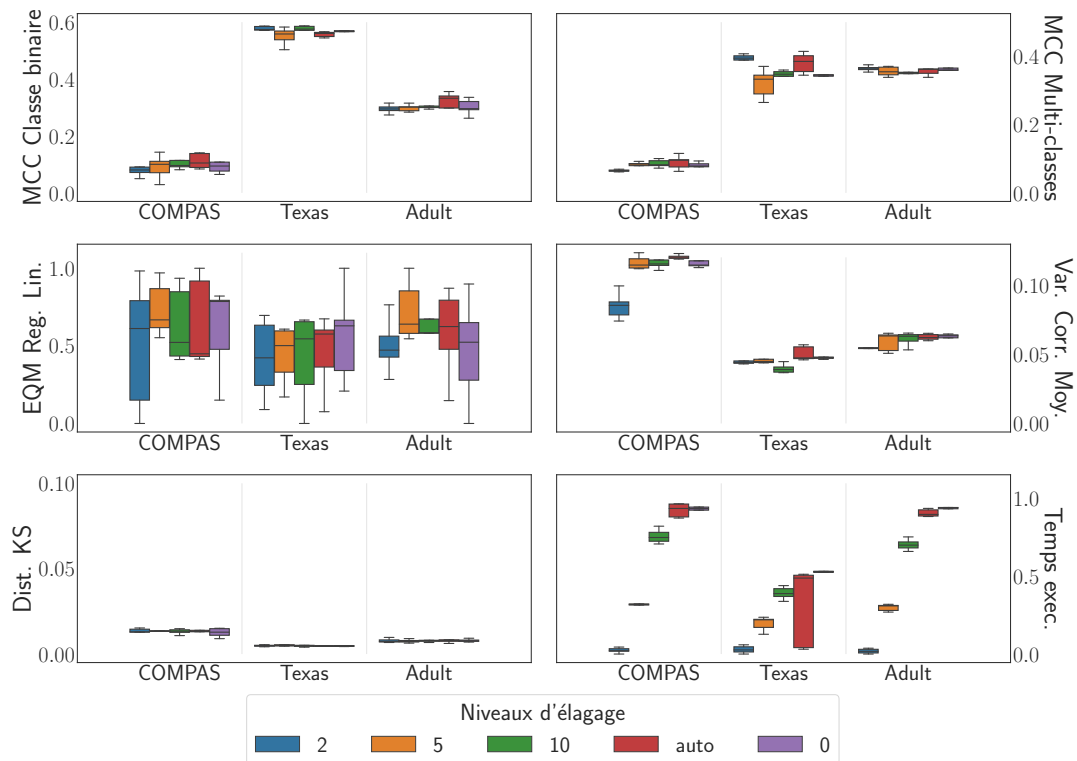 MCC Classe binaire
0.6
0.4
0.2
0.0
COMPAS Texas Adult
MCC Multi-classes
0.4
0.2
0.0
COMPAS Texas Adult
EQM Reg. Lin.
1.0
0.5
0.0
COMPAS Texas Adult
Var. Corr. Moy.
0.10
0.05
0.00
COMPAS Texas Adult
Dist. KS
0.10
0.05
0.00
COMPAS Texas Adult
Temps exec.
1.0
0.5
0.0
COMPAS Texas Adult
Niveaux d'élagage
2 5 10 auto 0